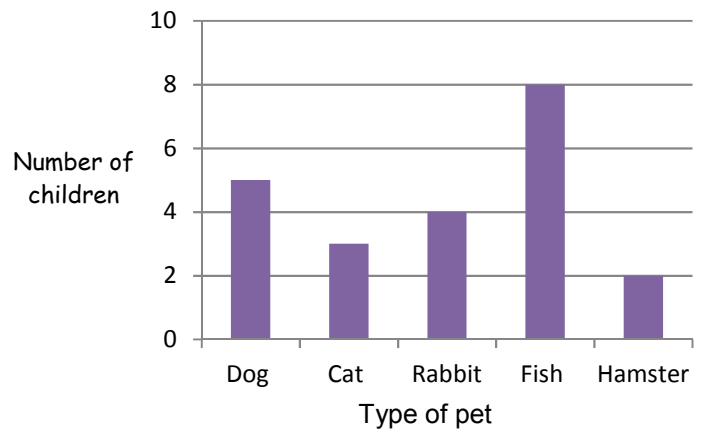 10
8
6
4
2
0
Number of
children
Dog Cat Rabbit Fish Hamster
Type of pet